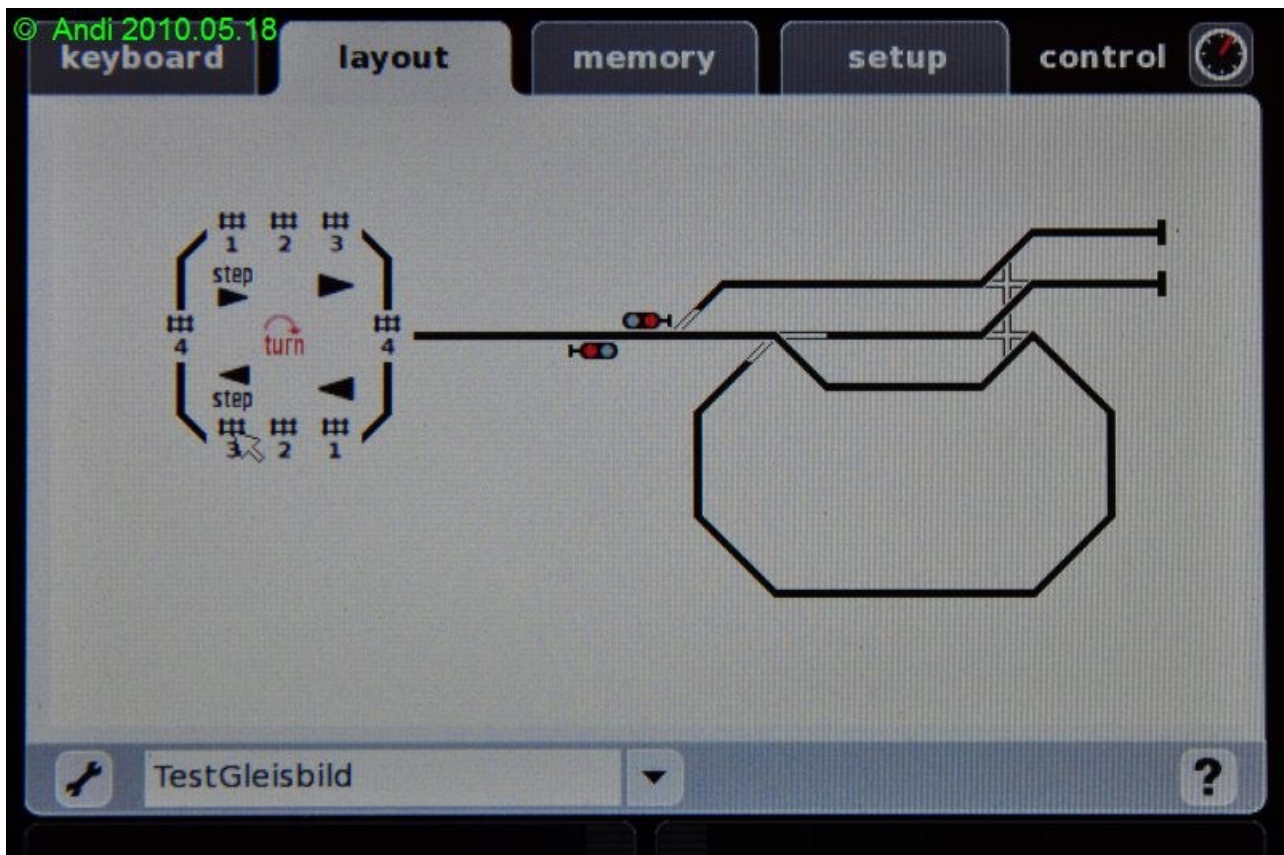 © Andi 2010.05.18
keyboard layout memory setup control
1 2 3
step
4 turn 4
step
3 2 1
TestGleisbild
?